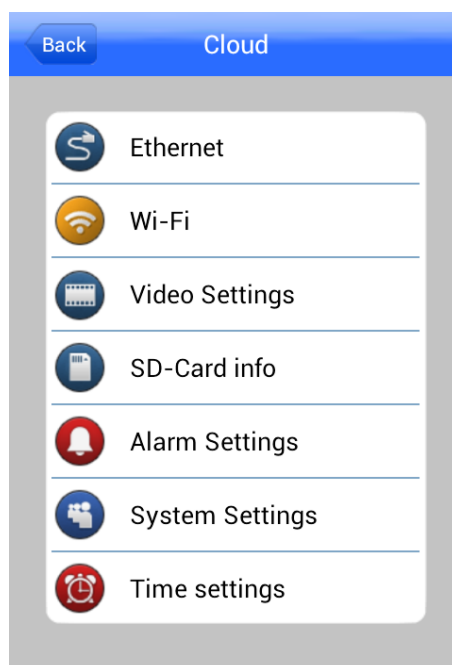 Back
Cloud
Ethernet
Wi-Fi
Video Settings
SD-Card info
Alarm Settings
System Settings
Time settings